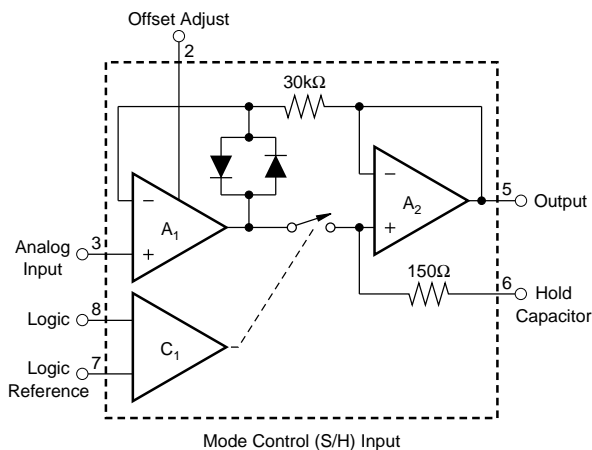 Offset Adjust
2
30kΩ
−
A1
+
−
A2
+
5
Output
3
Analog
Input
150Ω
6
Hold
Capacitor
8
Logic
C1
7
Logic
Reference
Mode Control (S/H) Input